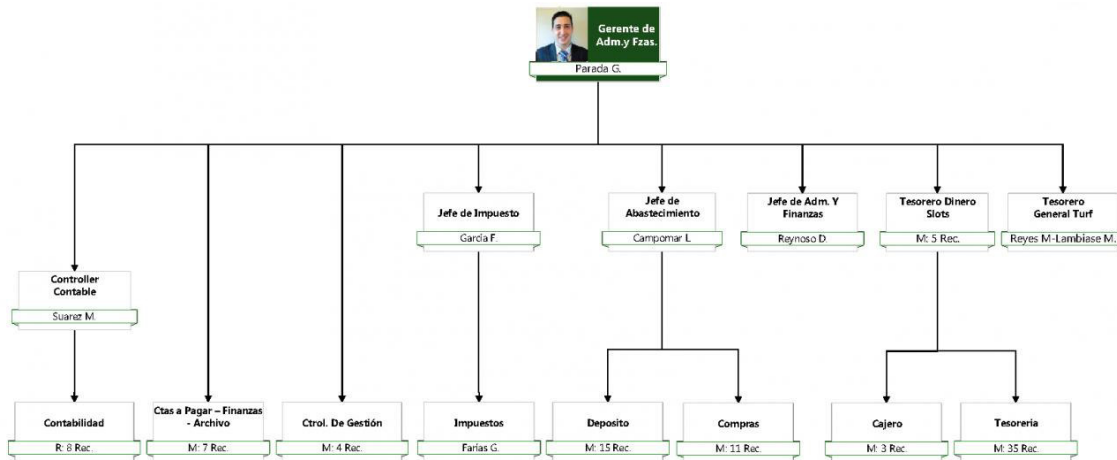 Gerente de
Adm.y Fzas.
Parada G.
Jefe de Impuesto
García F.
Jefe de
Abastecimiento
Campomar L
Jefe de Adm. Y
Finanzas
Reynoso D.
Tesorero Dinero
Slots
M: 5 Rec.
Tesorero
General Turf
Reyes M-Lambiase M.
Controller
Contable
Suarez M.
Contabilidad
R: 8 Rec.
Ctas a Pagar – Finanzas
- Archivo
M: 7 Rec.
Ctrol. De Gestión
M: 4 Rec.
Impuestos
Farías G.
Deposito
M: 15 Rec.
Compras
M: 11 Rec.
Cajero
M: 3 Rec.
Tesoreria
M: 35 Rec.